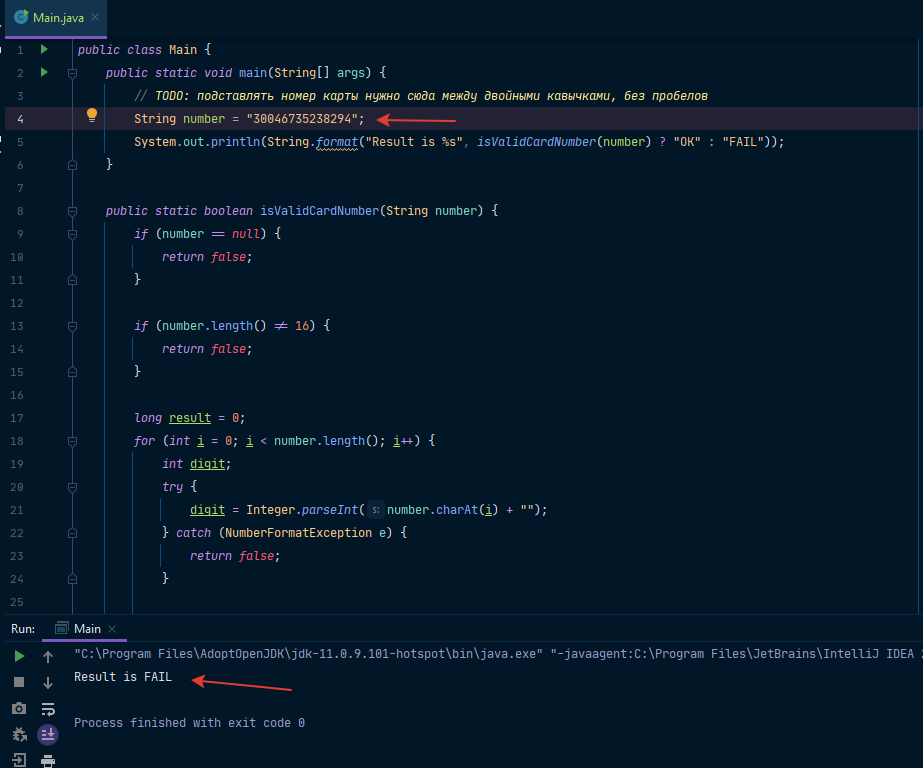 Main.java
1 public class Main {
2 public static void main(String[] args) {
3 // TODO: подставлять номер карты нужно сюда между двойными кавычками, без пробелов
4 String number = "30046735238294";
5 System.out.println(String.format("Result is %s", isValidCardNumber(number) ? "OK" : "FAIL"));
6 }
7
8 public static boolean isValidCardNumber(String number) {
9 if (number == null) {
10 return false;
11 }
12
13 if (number.length() ≠ 16) {
14 return false;
15 }
16
17 long result = 0;
18 for (int i = 0; i < number.length(); i++) {
19 int digit;
20 try {
21 digit = Integer.parseInt( s: number.charAt(i) + "");
22 } catch (NumberFormatException e) {
23 return false;
24 }
25
Run: Main
"C:\Program Files\AdoptOpenJDK\jdk-11.0.9.101-hotspot\bin\java.exe" "-javaagent:C:\Program Files\JetBrains\IntelliJ IDEA
Result is FAIL
Process finished with exit code 0